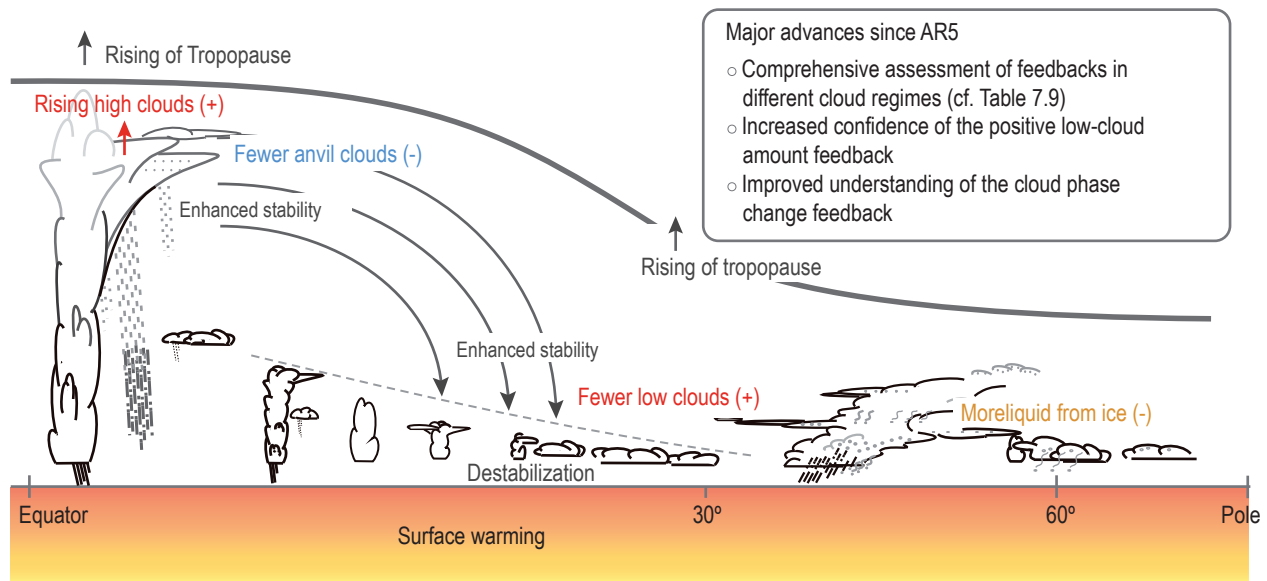 Rising of Tropopause
Rising high clouds (+)
Fewer anvil clouds (-)
Enhanced stability
Major advances since AR5
○ Comprehensive assessment of feedbacks in
different cloud regimes (cf. Table 7.9)
○ Increased confidence of the positive low-cloud
amount feedback
○ Improved understanding of the cloud phase
change feedback
Rising of tropopause
Enhanced stability
Fewer low clouds (+)
Moreliquid from ice (-)
Destabilization
Equator
30º
60º
Pole
Surface warming